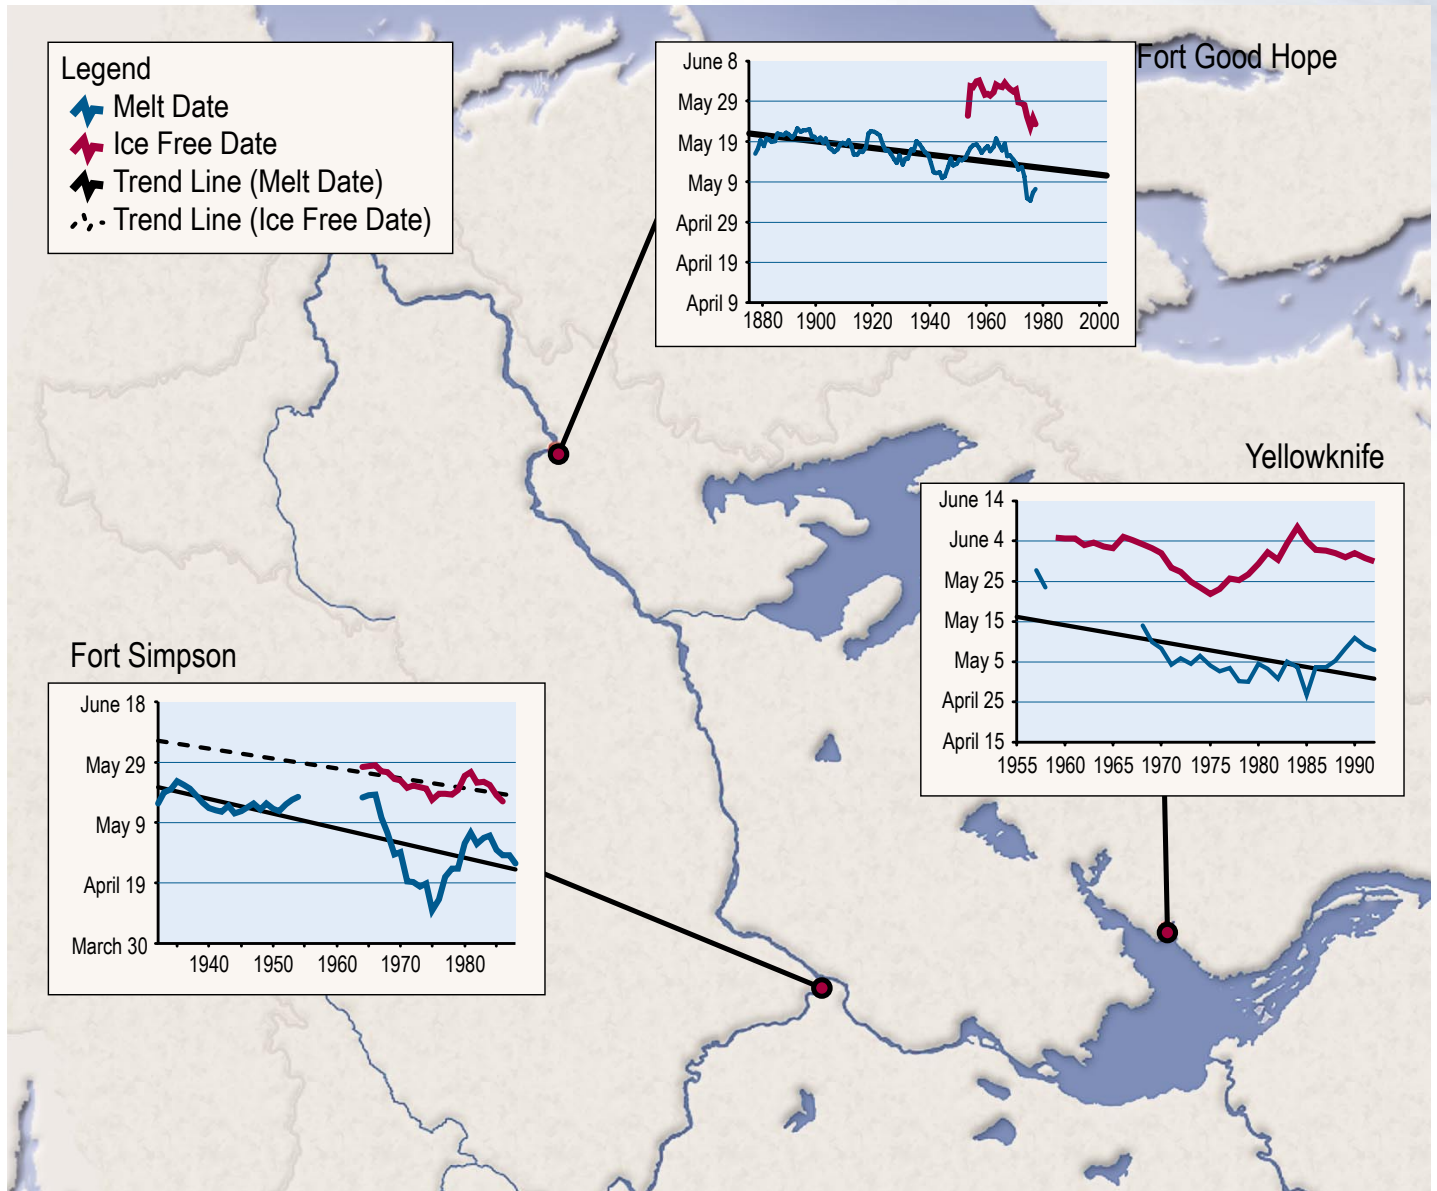 Legend
Melt Date
Ice Free Date
Trend Line (Melt Date)
Trend Line (Ice Free Date)
Fort Good Hope
June 8
May 29
May 19
May 9
April 29
April 19
April 9
1880 1900 1920 1940 1960 1980 2000
Yellowknife
June 14
June 4
May 25
May 15
May 5
April 25
April 15
1955 1960 1965 1970 1975 1980 1985 1990
Fort Simpson
June 18
May 29
May 9
April 19
March 30
1940 1950 1960 1970 1980